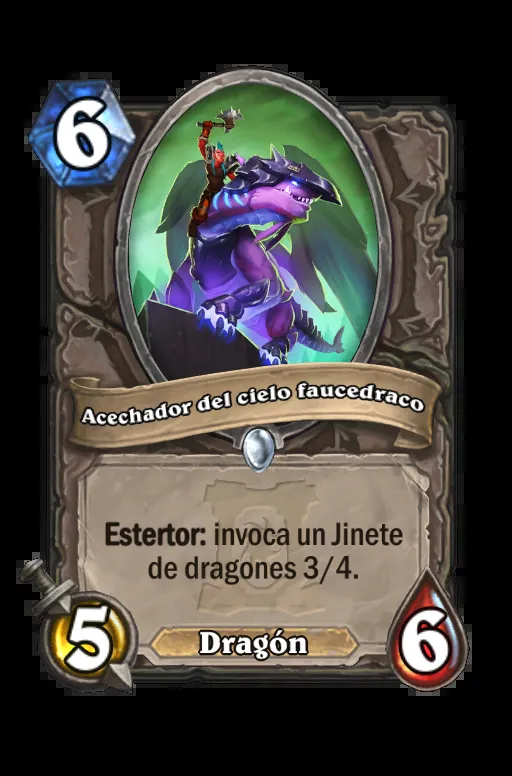 6
Acechador del cielo faucedraco
Estertor: invoca un Jinete
de dragones 3/4.
5
Dragón
6